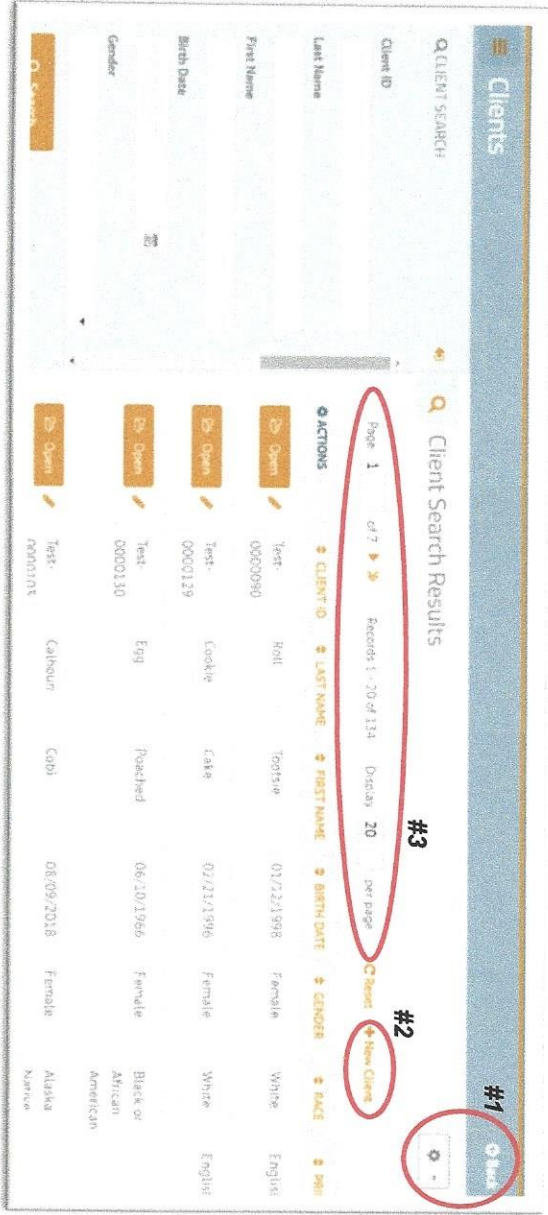 Clients
Back
#1
CLIENT SEARCH
Client Search Results
#3
#2
Client ID
Last Name
First Name
Birth Date
Gender
Page 1 of 7 Records 1 - 20 of 134 Display 20 per page Reset + New Client
ACTIONS CLIENT ID LAST NAME FIRST NAME BIRTH DATE GENDER RACE
Open Test-0000090 Roll Tootsie 01/22/1998 Female White
Open Test-0000129 Cookie Cake 02/21/1996 Female White
Open Test-0000130 Egg Poached 06/10/1966 Female Black or African American
Open Test- Calhoun Cobi 08/09/2018 Female Alaska Native